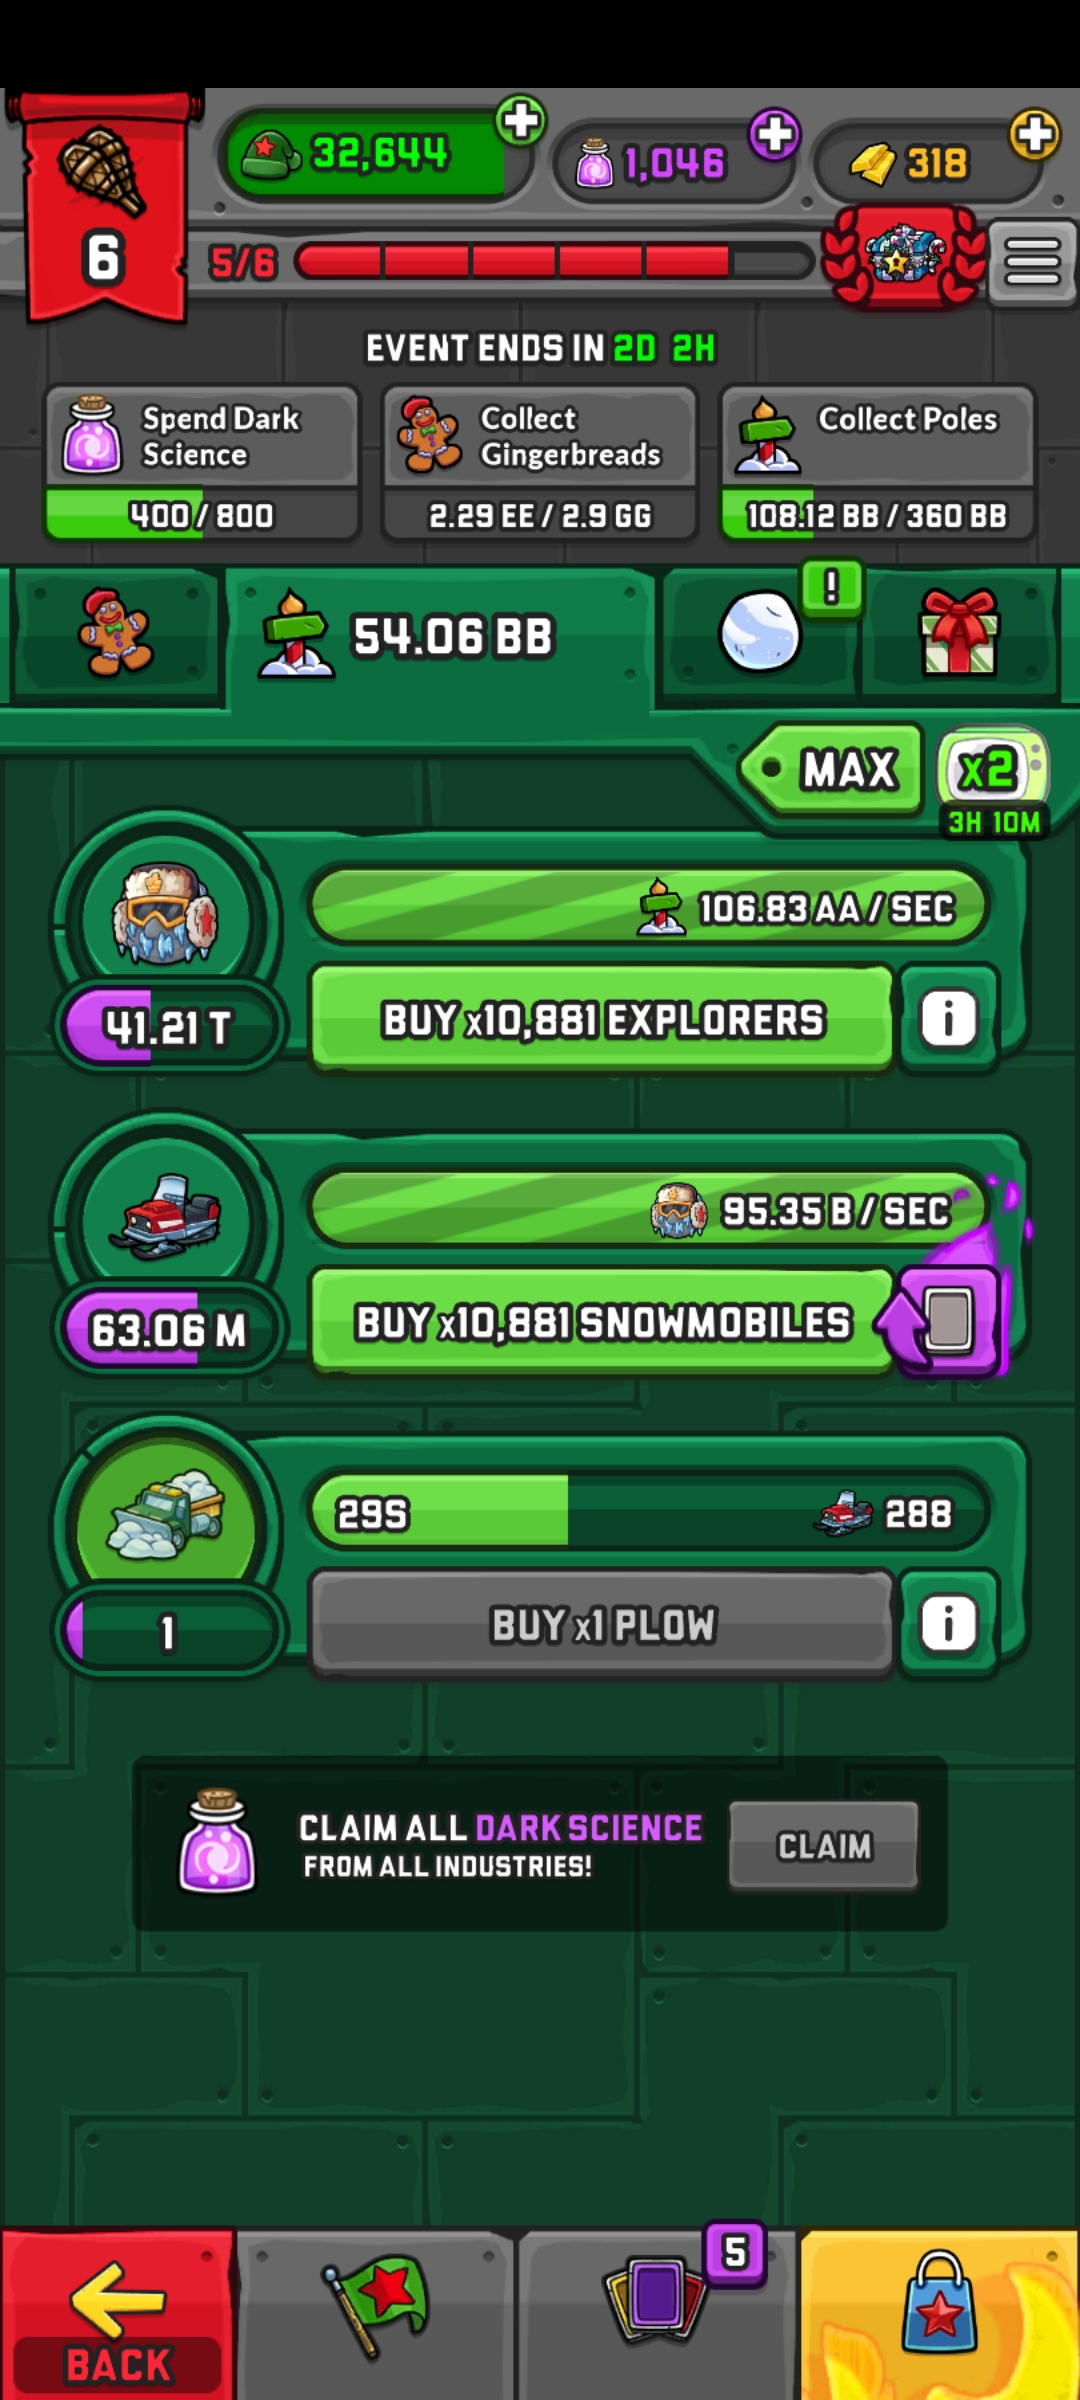 32,644
1,046
318
6
5/6
EVENT ENDS IN 2D 2H
Spend Dark
Science
400 / 800
Collect
Gingerbreads
2.29 EE / 2.9 GG
Collect Poles
108.12 BB / 360 BB
54.06 BB
!
MAX
x2
3H 10M
106.83 AA / SEC
41.21 T
BUY x10,881 EXPLORERS
i
95.35 B / SEC
63.06 M
BUY x10,881 SNOWMOBILES
29S
288
1
BUY x1 PLOW
i
CLAIM ALL DARK SCIENCE
FROM ALL INDUSTRIES!
CLAIM
5
BACK